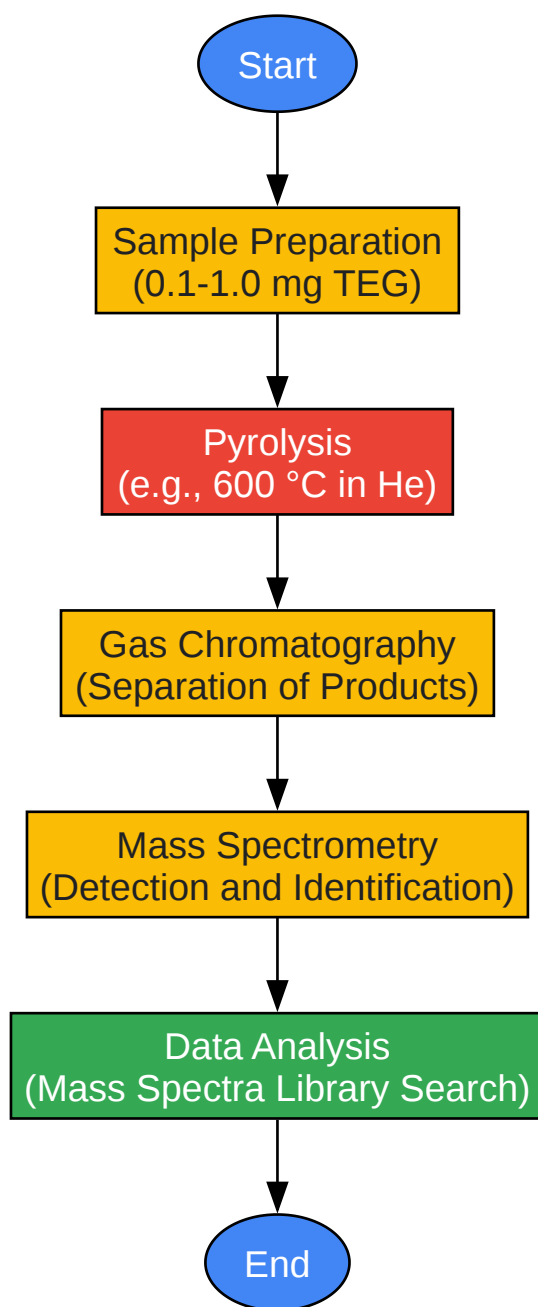 Start
Sample Preparation
(0.1-1.0 mg TEG)
Pyrolysis
(e.g., 600 °C in He)
Gas Chromatography
(Separation of Products)
Mass Spectrometry
(Detection and Identification)
Data Analysis
(Mass Spectra Library Search)
End